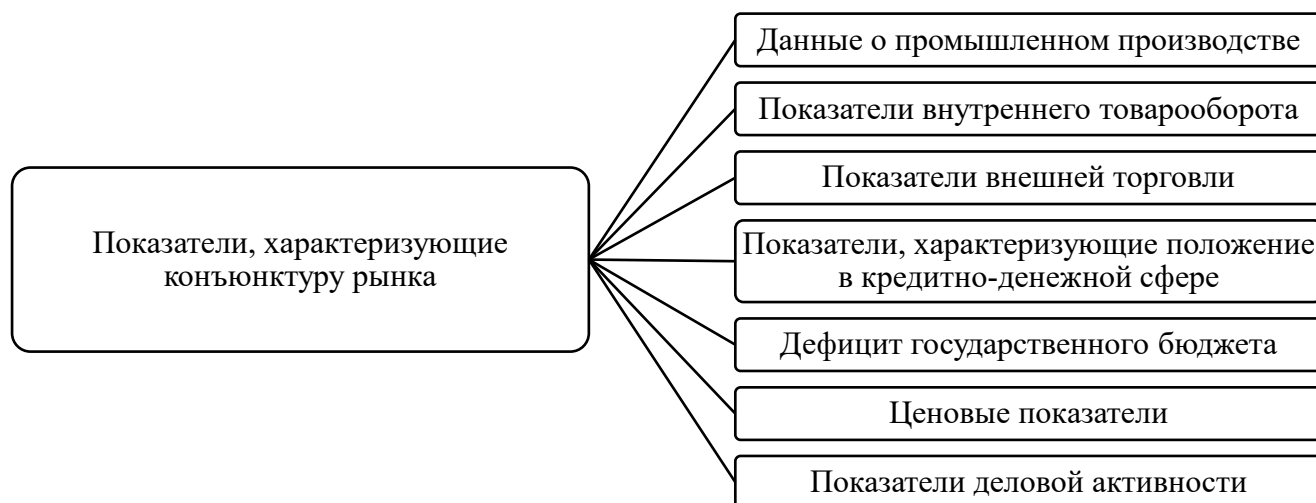 Показатели, характеризующие
конъюнктуру рынка
Данные о промышленном производстве
Показатели внутреннего товарооборота
Показатели внешней торговли
Показатели, характеризующие положение
в кредитно-денежной сфере
Дефицит государственного бюджета
Ценовые показатели
Показатели деловой активности